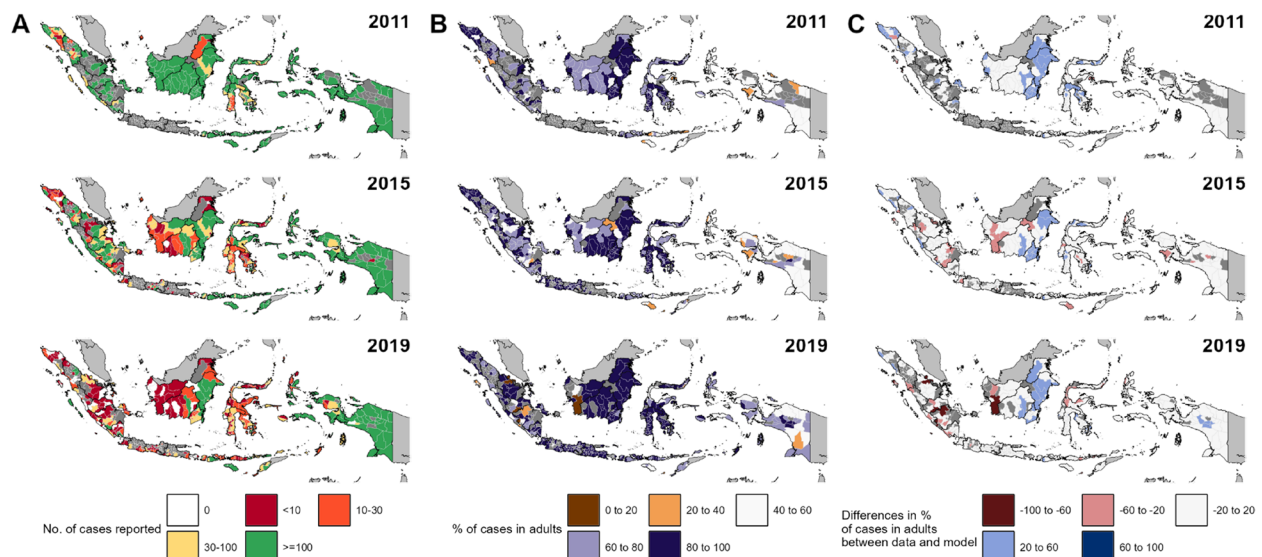 A 2011 B 2011 C 2011
2015 2015 2015
2019 2019 2019
No. of cases reported
0 <10 10-30
30-100 >=100
% of cases in adults
0 to 20 20 to 40 40 to 60
60 to 80 80 to 100
Differences in %
of cases in adults
between data and model
-100 to -60 -60 to -20 -20 to 20
20 to 60 60 to 100